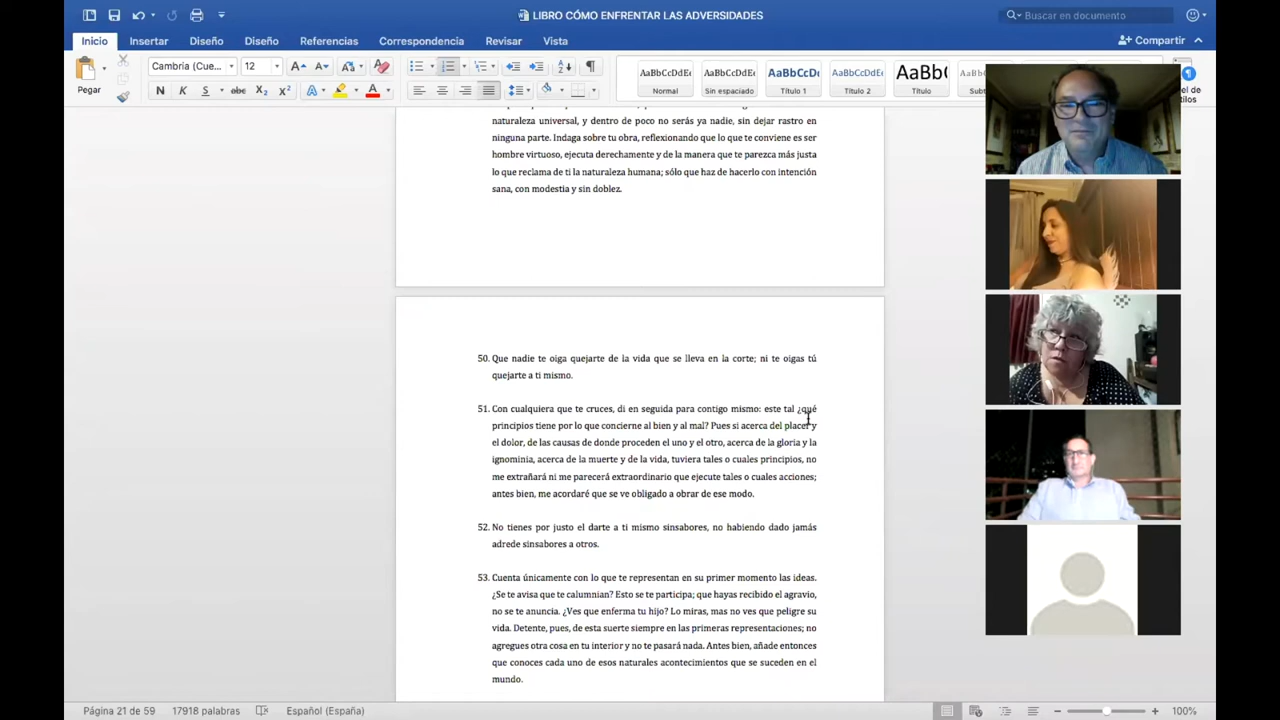 LIBRO CÓMO ENFRENTAR LAS ADVERSIDADES
Buscar en documento
Inicio Insertar Diseño Diseño Referencias Correspondencia Revisar Vista
Compartir
Pegar
Cambria (Cue... 12
N K S abc X₂ X²
AaBbCcDdEe AaBbCcDdEe AaBbCcDc AaBbCcDdEe AaBbC
Normal Sin espaciado Título 1 Título 2 Título
naturaleza universal, y dentro de poco no serás ya nadie, sin dejar rastro en
ninguna parte. Indaga sobre tu obra, reflexionando que lo que te conviene es ser
hombre virtuoso, ejecuta derechamente y de la manera que te parezca más justa
lo que reclama de ti la naturaleza humana; sólo que haz de hacerlo con intención
sana, con modestia y sin doblez.
50. Que nadie te oiga quejarte de la vida que se lleva en la corte; ni te oigas tú
quejarte a ti mismo.
51. Con cualquiera que te cruces, di en seguida para contigo mismo: este tal ¿qué
principios tiene por lo que concierne al bien y al mal? Pues si acerca del placer y
el dolor, de las causas de donde proceden el uno y el otro, acerca de la gloria y la
ignominia, acerca de la muerte y de la vida, tuviera tales o cuales principios, no
me extrañará ni me parecerá extraordinario que ejecute tales o cuales acciones;
antes bien, me acordaré que se ve obligado a obrar de ese modo.
52. No tienes por justo el darte a ti mismo sinsabores, no habiendo dado jamás
adrede sinsabores a otros.
53. Cuenta únicamente con lo que te representan en su primer momento las ideas.
¿Se te avisa que te calumnian? Esto se te participa; que hayas recibido el agravio,
no se te anuncia. ¿Ves que enferma tu hijo? Lo miras, mas no ves que peligre su
vida. Detente, pues, de esta suerte siempre en las primeras representaciones; no
agregues otra cosa en tu interior y no te pasará nada. Antes bien, añade entonces
que conoces cada uno de esos naturales acontecimientos que se suceden en el
mundo.
Página 21 de 59 17918 palabras Español (España) 100%